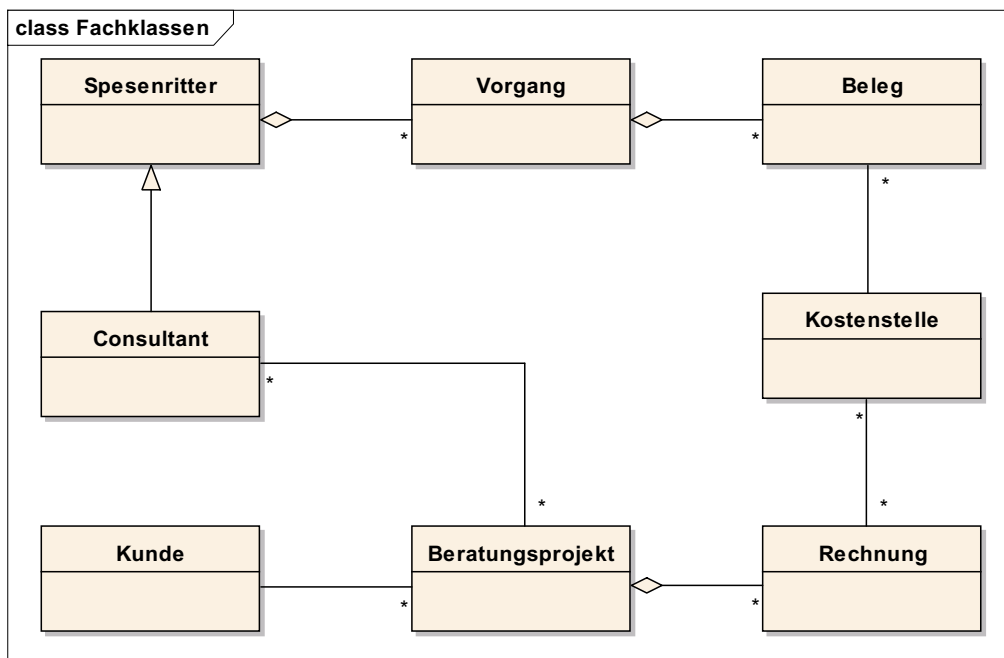 class Fachklassen
Spesenritter
Vorgang
Beleg
*
*
*
Kostenstelle
Consultant
*
*
*
*
Kunde
Beratungsprojekt
Rechnung
*
*